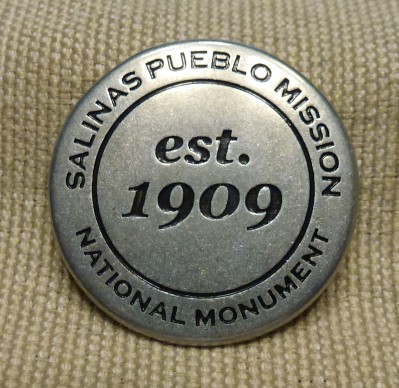 SALINAS PUEBLO MISSION
est.
1909
NATIONAL MONUMENT